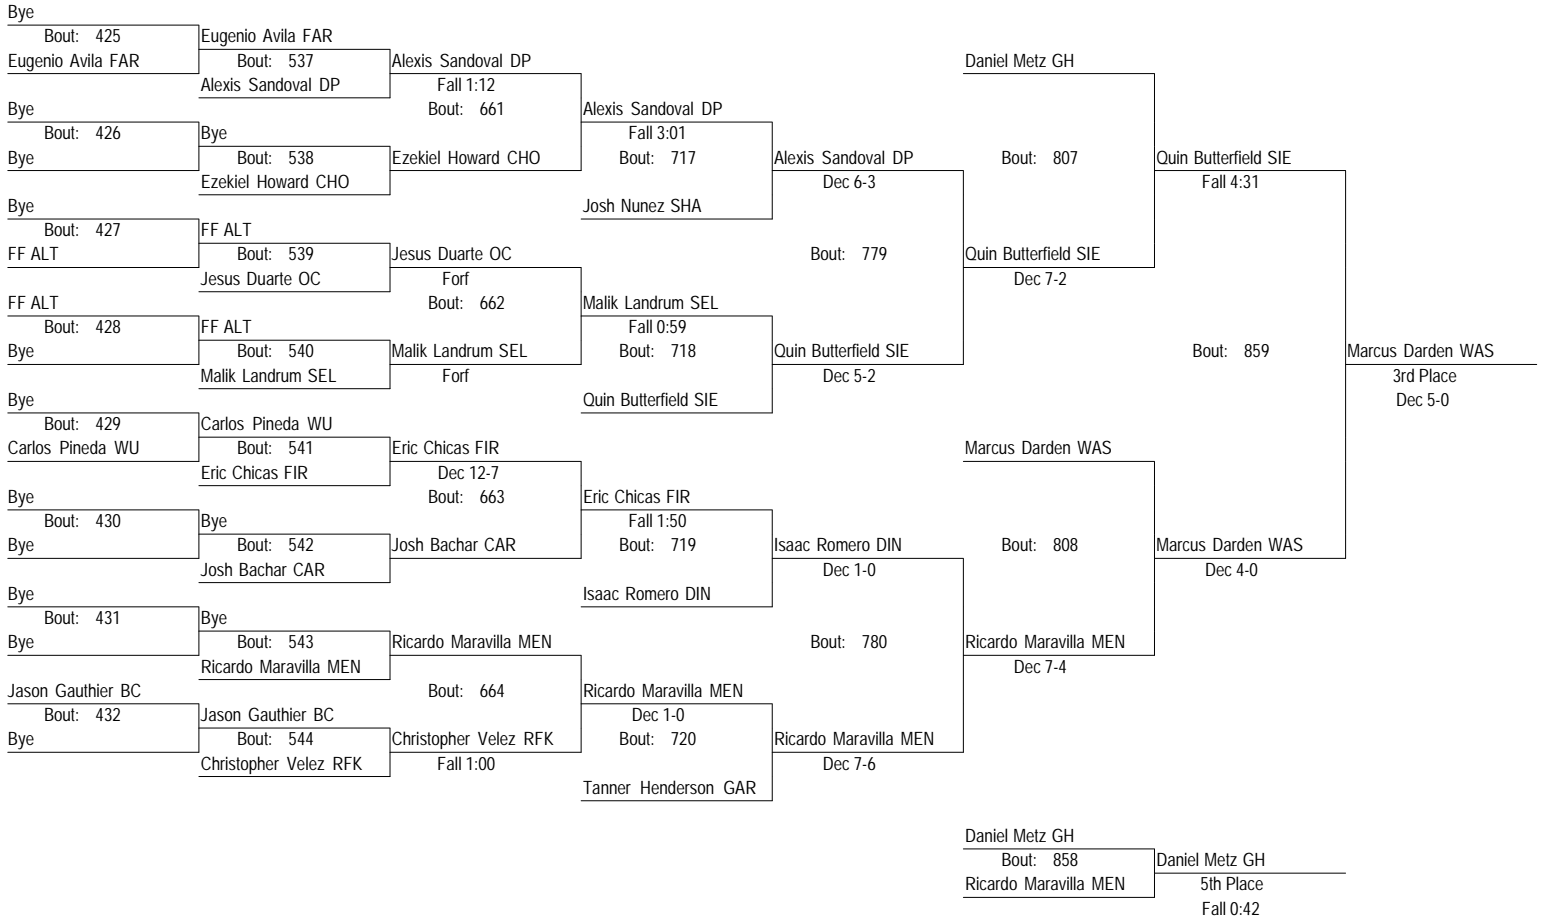 Bye
Bout: 425
Eugenio Avila FAR
Eugenio Avila FAR
Bout: 537
Alexis Sandoval DP
Alexis Sandoval DP
Fall 1:12
Bout: 661
Bye
Bout: 426
Bye
Bye
Bout: 538
Ezekiel Howard CHO
Ezekiel Howard CHO
Alexis Sandoval DP
Fall 3:01
Bout: 717
Josh Nunez SHA
Alexis Sandoval DP
Dec 6-3
Bye
Bout: 427
FF ALT
FF ALT
Bout: 539
Jesus Duarte OC
Jesus Duarte OC
Forf
Bout: 662
FF ALT
Bout: 428
Bye
FF ALT
Bout: 540
Malik Landrum SEL
Malik Landrum SEL
Forf
Malik Landrum SEL
Fall 0:59
Bout: 718
Quin Butterfield SIE
Quin Butterfield SIE
Dec 5-2
Bout: 779
Daniel Metz GH
Bout: 807
Quin Butterfield SIE
Dec 7-2
Quin Butterfield SIE
Fall 4:31
Bye
Bout: 429
Carlos Pineda WU
Carlos Pineda WU
Bout: 541
Eric Chicas FIR
Eric Chicas FIR
Dec 12-7
Bout: 663
Bye
Bout: 430
Bye
Bye
Bout: 542
Josh Bachar CAR
Josh Bachar CAR
Eric Chicas FIR
Fall 1:50
Bout: 719
Isaac Romero DIN
Isaac Romero DIN
Dec 1-0
Bye
Bout: 431
Bye
Bye
Bout: 543
Ricardo Maravilla MEN
Ricardo Maravilla MEN
Bout: 664
Jason Gauthier BC
Bout: 432
Bye
Jason Gauthier BC
Bout: 544
Christopher Velez RFK
Christopher Velez RFK
Fall 1:00
Ricardo Maravilla MEN
Dec 1-0
Bout: 720
Tanner Henderson GAR
Ricardo Maravilla MEN
Dec 7-6
Bout: 780
Marcus Darden WAS
Bout: 808
Ricardo Maravilla MEN
Dec 7-4
Marcus Darden WAS
Dec 4-0
Bout: 859
Marcus Darden WAS
3rd Place
Dec 5-0
Daniel Metz GH
Bout: 858
Ricardo Maravilla MEN
Daniel Metz GH
5th Place
Fall 0:42